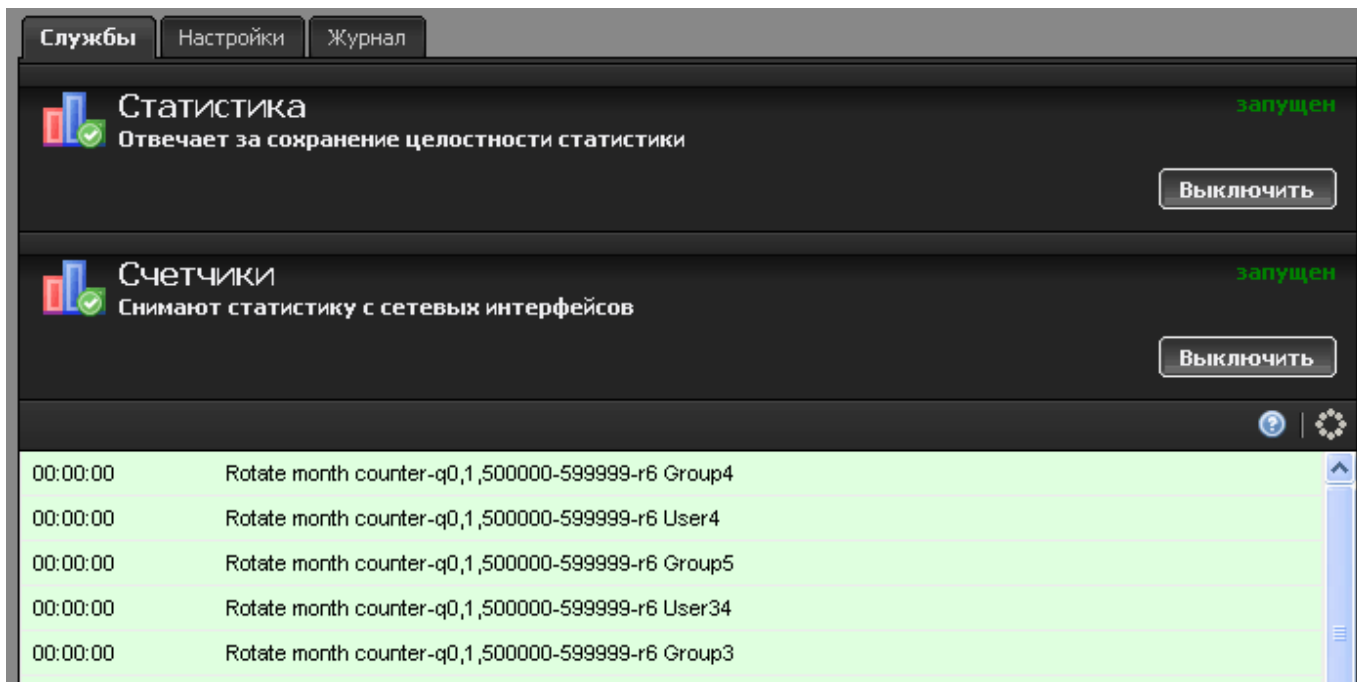 Службы Настройки Журнал
Статистика запущен
Отвечает за сохранение целостности статистики
Выключить
Счетчики запущен
Снимают статистику с сетевых интерфейсов
Выключить
00:00:00 Rotate month counter-q0,1,500000-599999-r6 Group4
00:00:00 Rotate month counter-q0,1,500000-599999-r6 User4
00:00:00 Rotate month counter-q0,1,500000-599999-r6 Group5
00:00:00 Rotate month counter-q0,1,500000-599999-r6 User34
00:00:00 Rotate month counter-q0,1,500000-599999-r6 Group3